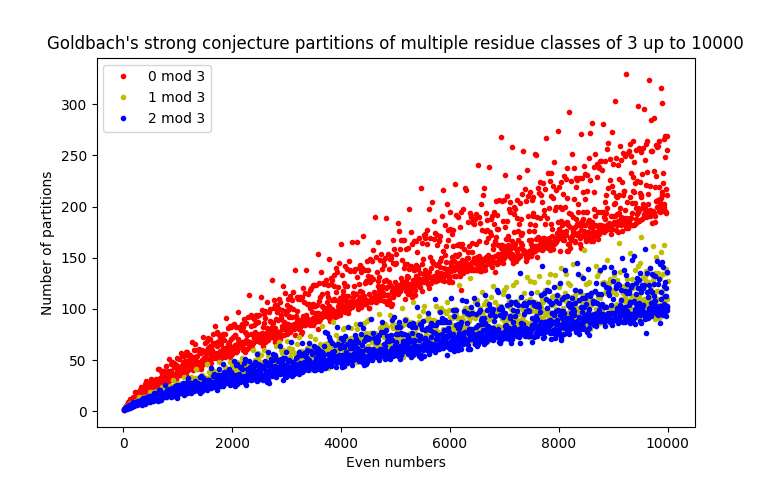 Goldbach's strong conjecture partitions of multiple residue classes of 3 up to 10000
0 mod 3
1 mod 3
2 mod 3
300
250
200
150
100
50
0
Number of partitions
0 2000 4000 6000 8000 10000
Even numbers